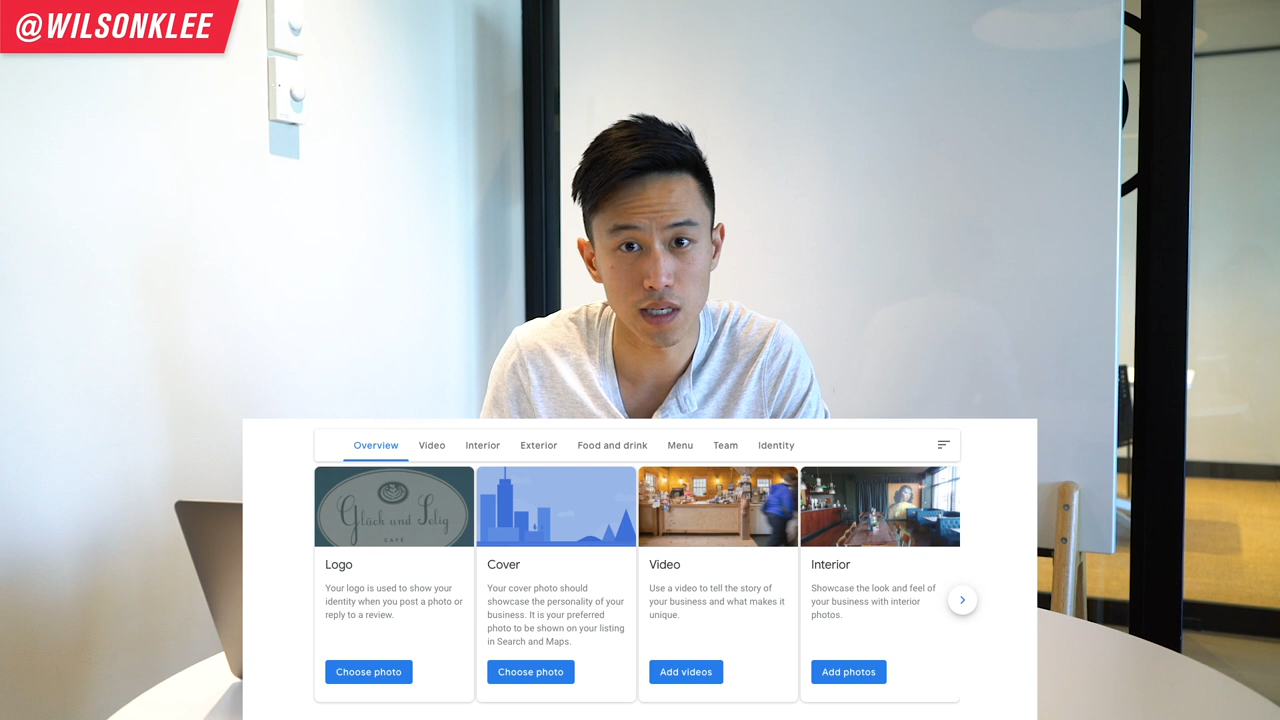 @WILSONKLEE
Overview Video Interior Exterior Food and drink Menu Team Identity
Glück und Selig
CAFÉ
Logo
Your logo is used to show your
identity when you post a photo or
reply to a review.
Choose photo
Cover
Your cover photo should
showcase the personality of your
business. It is your preferred
photo to be shown on your listing
in Search and Maps.
Choose photo
Video
Use a video to tell the story of
your business and what makes it
unique.
Add videos
Interior
Showcase the look and feel of
your business with interior
photos.
Add photos